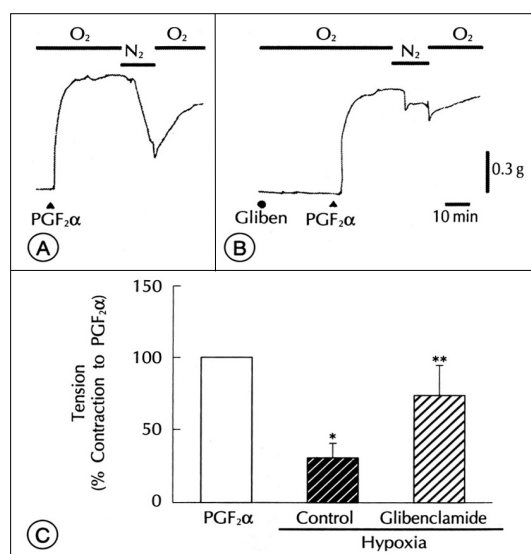 O₂ O₂
N₂
PGF₂α
A
O₂ O₂
N₂
Gliben PGF₂α
0.3 g
10 min
B
Tension
(% Contraction to PGF₂α)
150
100
50
0
*
**
PGF₂α Control Glibenclamide
Hypoxia
C